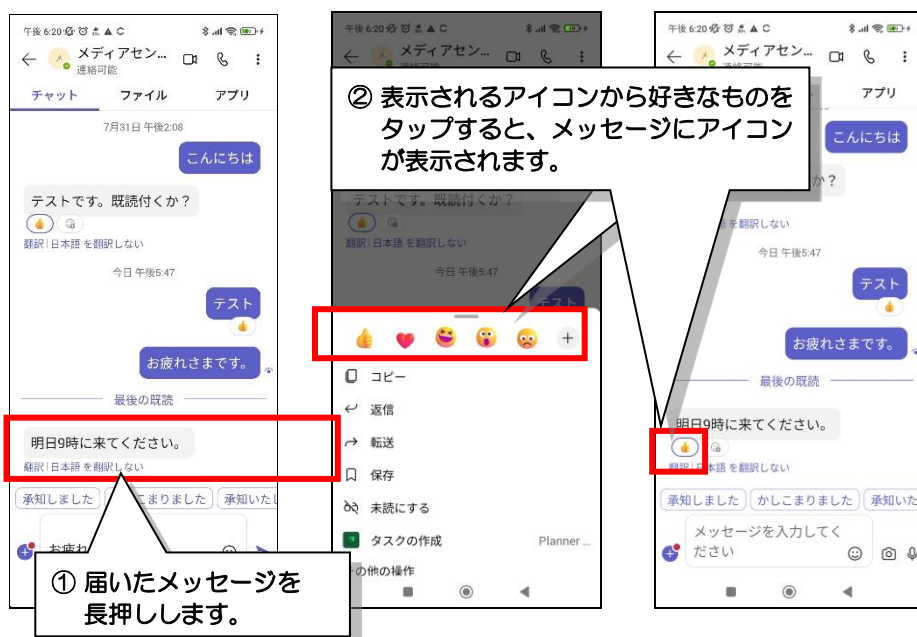 午後 6:20
メディアセン...
連絡可能
チャット ファイル アプリ
7月31日 午後2:08
こんにちは
テストです。既読付くか？
翻訳 | 日本語 を翻訳しない
今日 午後5:47
テスト
お疲れさまです。
最後の既読
明日9時に来てください。
翻訳 | 日本語 を翻訳しない
承知しました
こまりました
承知いたし
お疲れ
① 届いたメッセージを
長押しします。
午後 6:20
メディアセン...
② 表示されるアイコンから好きなものを
タップすると、メッセージにアイコン
が表示されます。
テストです。既読付くか？
翻訳 | 日本語 を翻訳しない
今日 午後5:47
テスト
コピー
返信
転送
保存
未読にする
タスクの作成 Planner ...
の他の操作
午後 6:20
メディアセン...
アプリ
こんにちは
か？
を翻訳しない
今日 午後5:47
テスト
お疲れさまです。
最後の既読
明日9時に来てください。
翻訳 | 日本語 を翻訳しない
承知しました
かしこまりました
承知いた
メッセージを入力してく
ださい